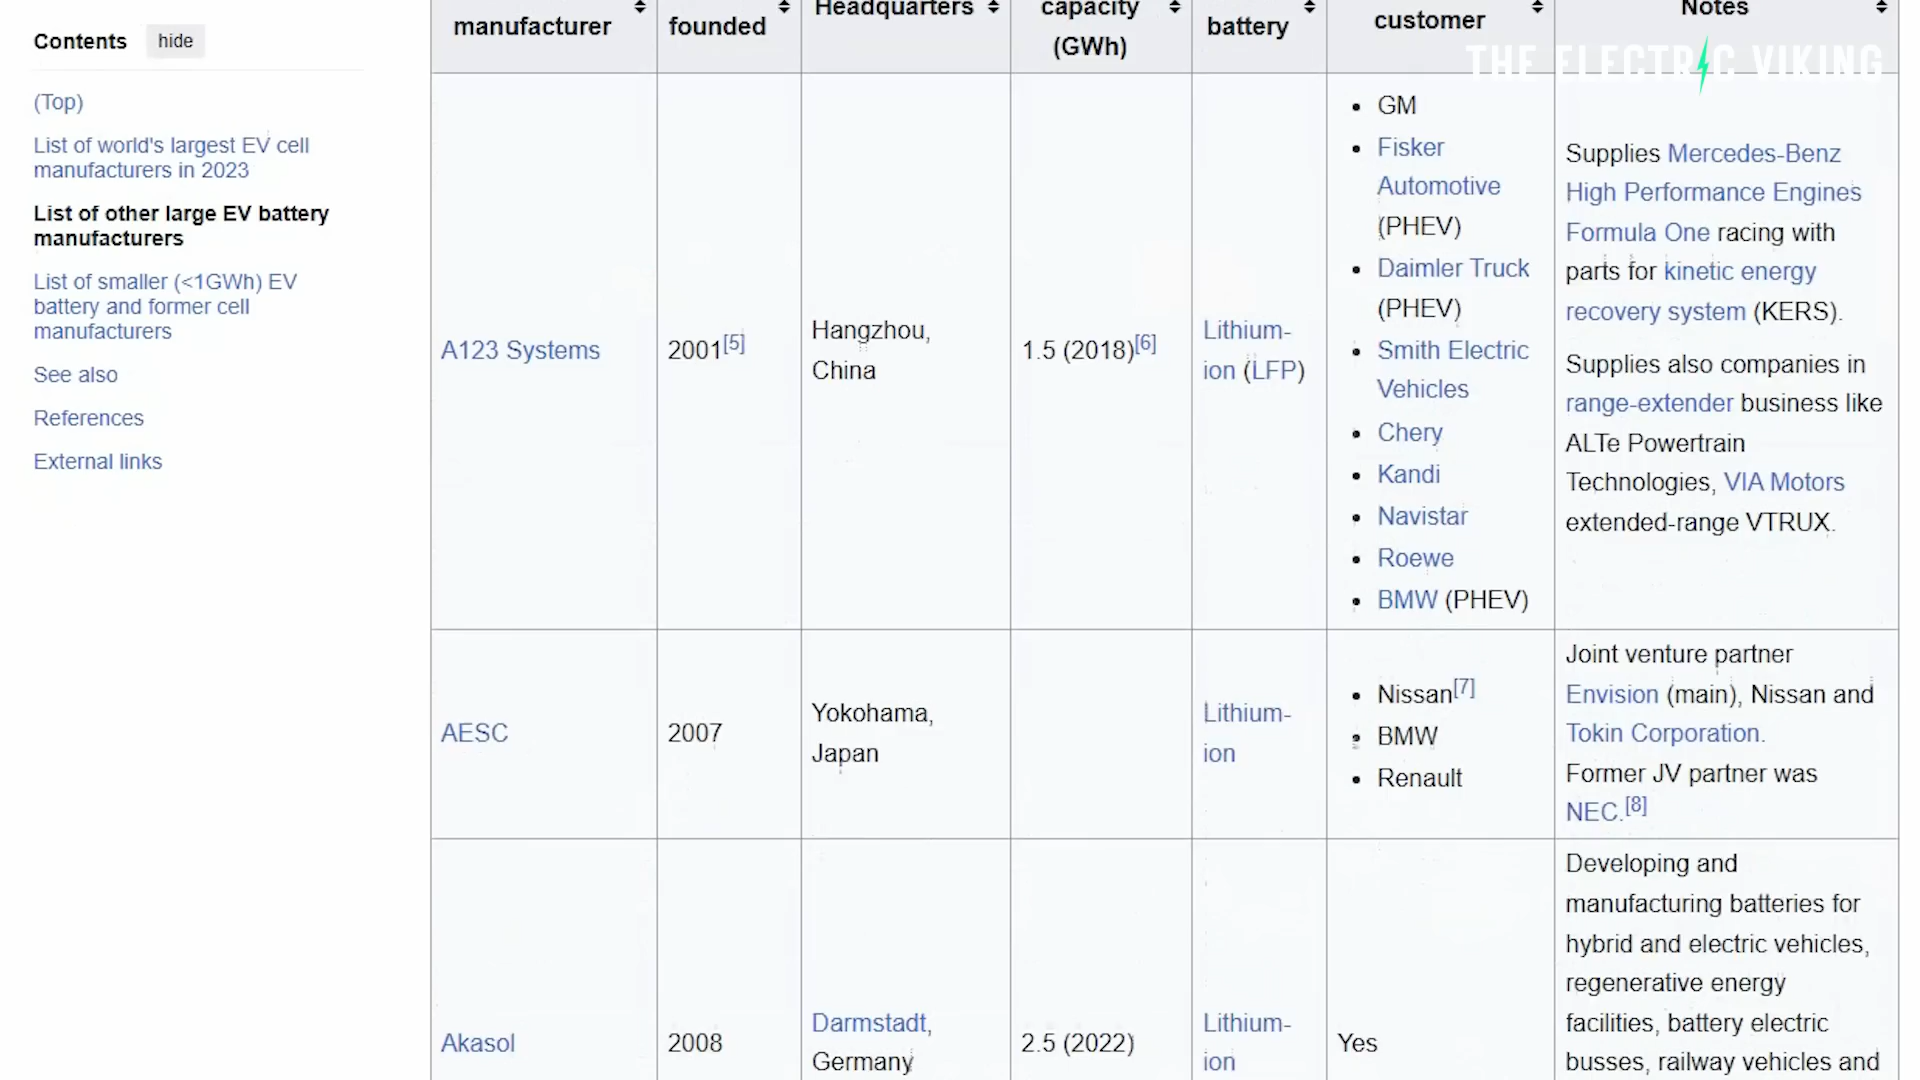 Contents hide
(Top)
List of world's largest EV cell
manufacturers in 2023
List of other large EV battery
manufacturers
List of smaller (<1GWh) EV
battery and former cell
manufacturers
See also
References
External links
THE ELECTRIC VIKING
manufacturer
founded
Headquarters
capacity
(GWh)
battery
customer
Notes
A123 Systems
2001[5]
Hangzhou,
China
1.5 (2018)[6]
Lithium-
ion (LFP)
• GM
• Fisker
Automotive
(PHEV)
• Daimler Truck
(PHEV)
• Smith Electric
Vehicles
• Chery
• Kandi
• Navistar
• Roewe
• BMW (PHEV)
Supplies Mercedes-Benz
High Performance Engines
Formula One racing with
parts for kinetic energy
recovery system (KERS).
Supplies also companies in
range-extender business like
ALTe Powertrain
Technologies, VIA Motors
extended-range VTRUX.
AESC
2007
Yokohama,
Japan
Lithium-
ion
• Nissan[7]
• BMW
• Renault
Joint venture partner
Envision (main), Nissan and
Tokin Corporation.
Former JV partner was
NEC.[8]
Akasol
2008
Darmstadt,
Germany
2.5 (2022)
Lithium-
ion
Yes
Developing and
manufacturing batteries for
hybrid and electric vehicles,
regenerative energy
facilities, battery electric
busses, railway vehicles and